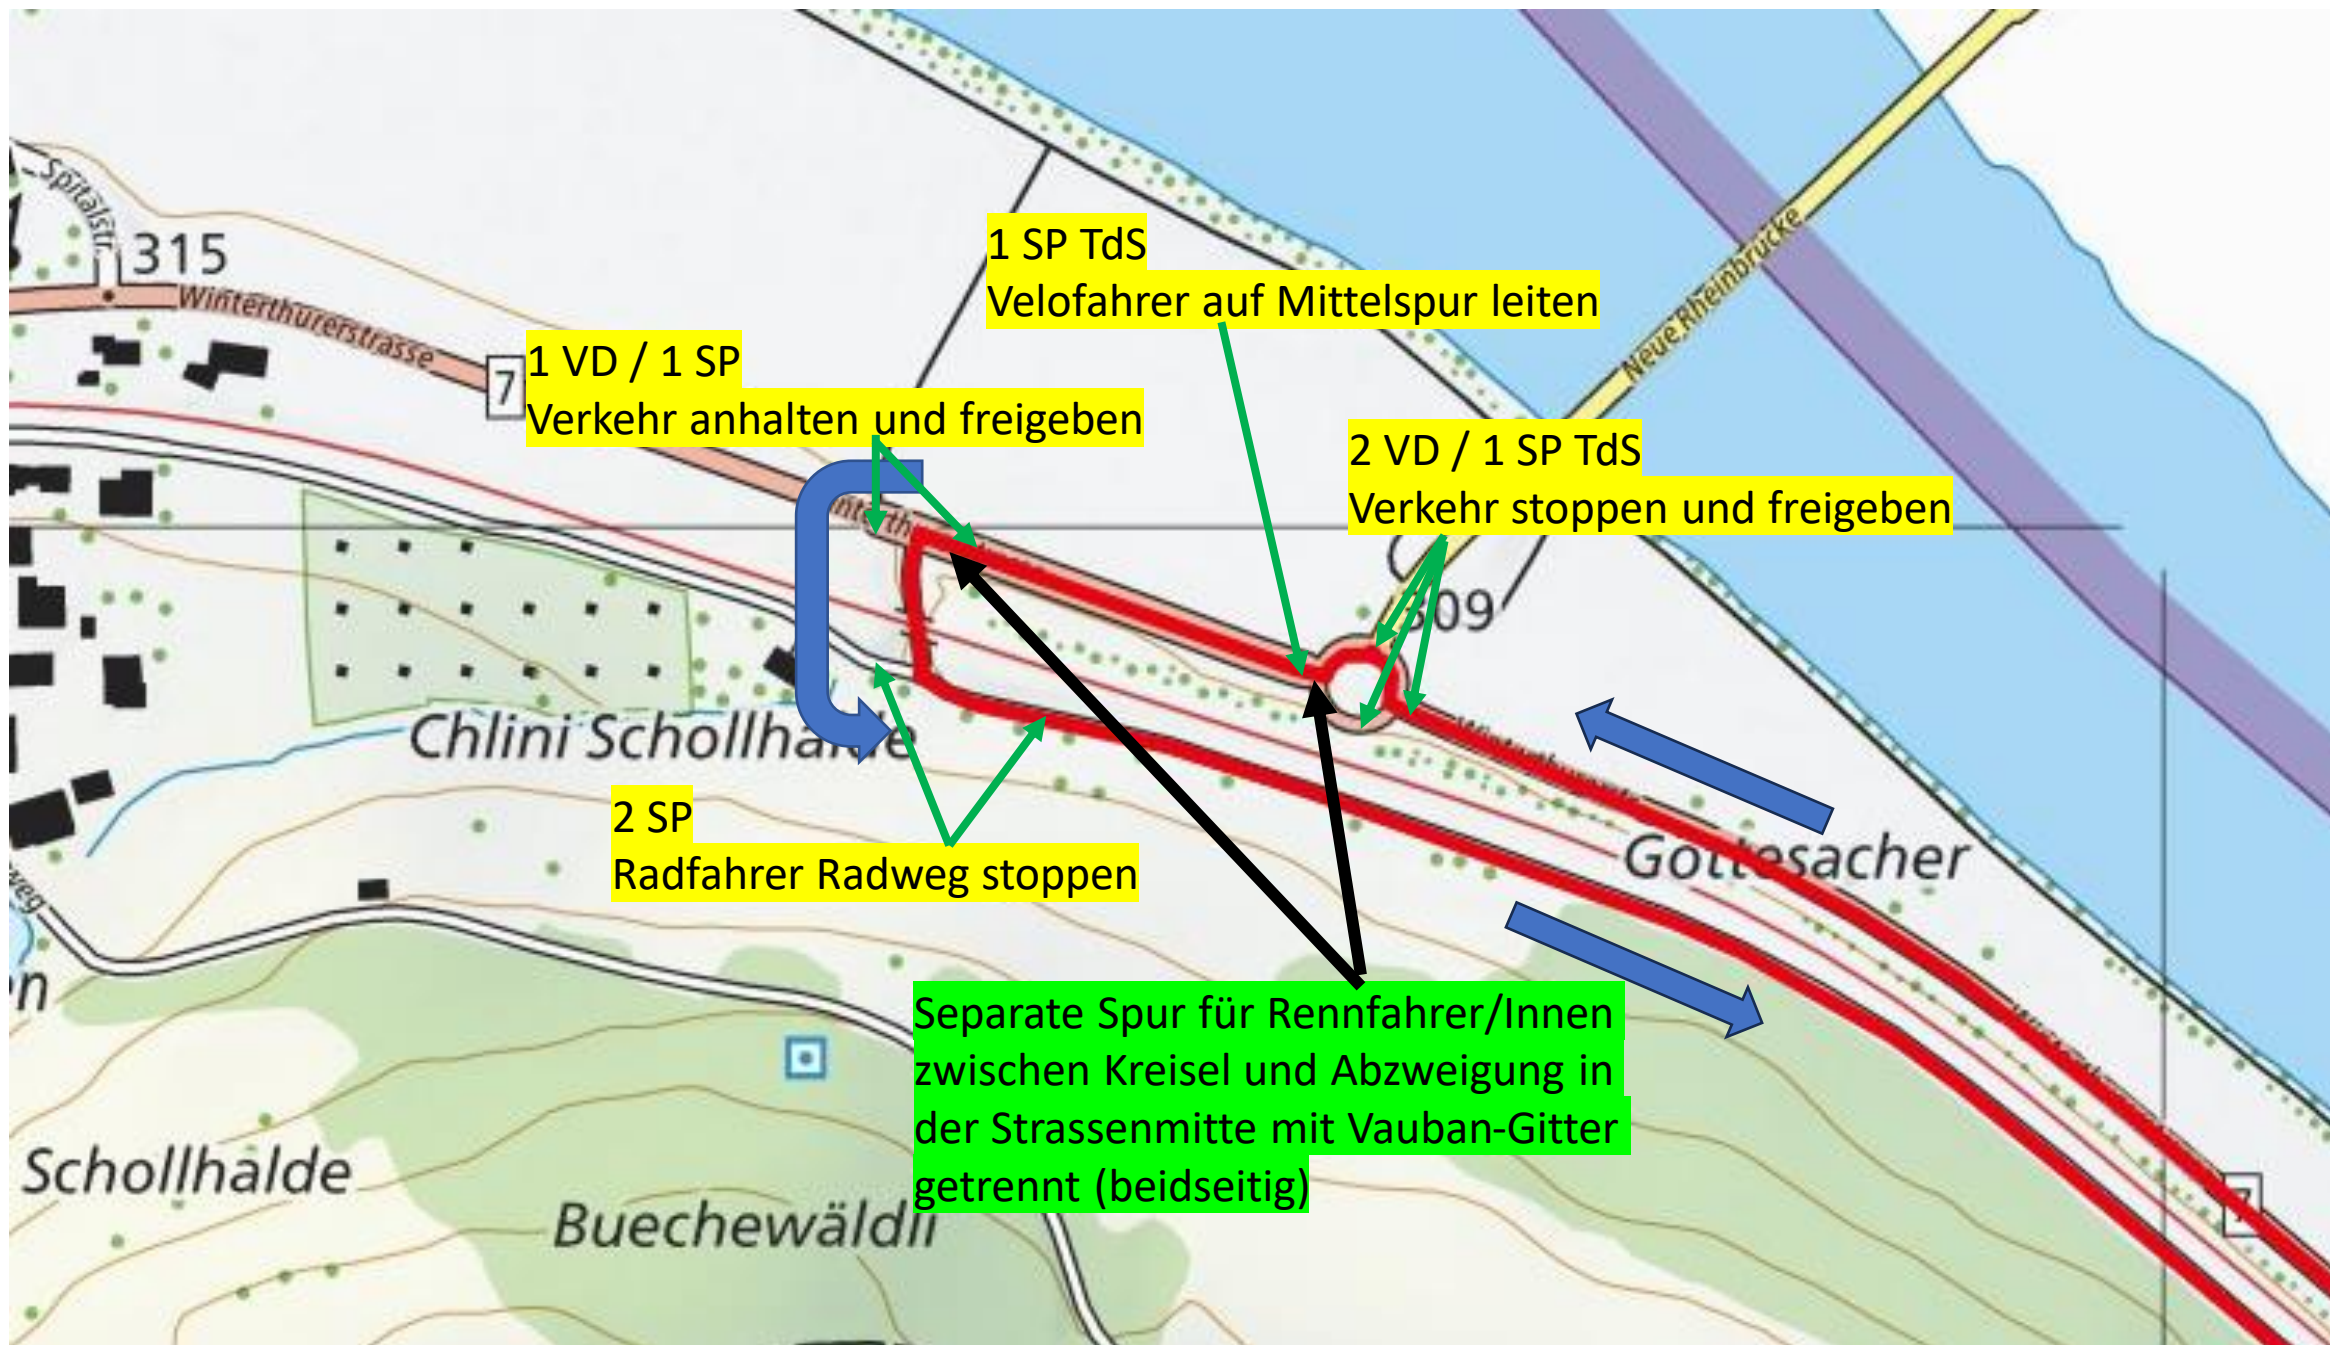 Spitalstr.
315
Winterthurerstrasse
7
1 SP TdS
Velofahrer auf Mittelspur leiten
Neue Rheinbrücke
1 VD / 1 SP
Verkehr anhalten und freigeben
2 VD / 1 SP TdS
Verkehr stoppen und freigeben
309
Chlini Schollhalde
2 SP
Radfahrer Radweg stoppen
Gottesacher
Separate Spur für Rennfahrer/Innen
zwischen Kreisel und Abzweigung in
der Strassenmitte mit Vauban-Gitter
getrennt (beidseitig)
Schollhalde
Buechewäldli
7